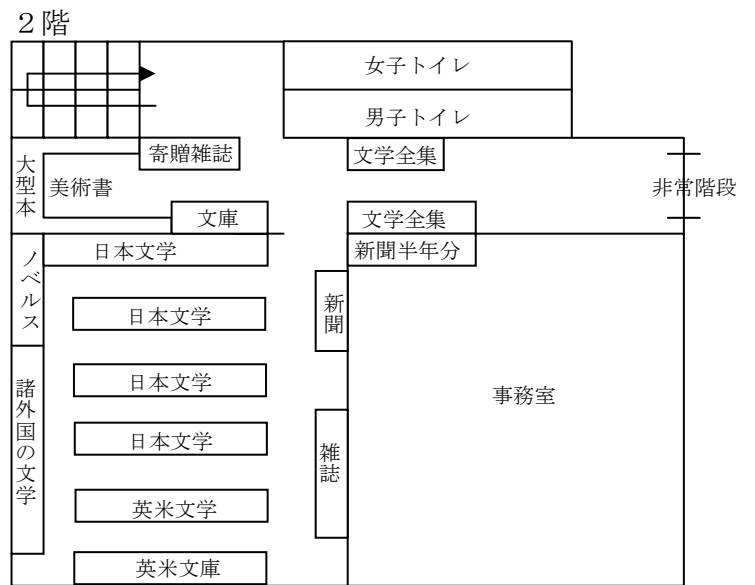 ２階
女子トイレ
男子トイレ
寄贈雑誌
文学全集
大型本
美術書
非常階段
文庫
文学全集
日本文学
新聞半年分
ノベルス
新聞
日本文学
日本文学
諸外国の文学
事務室
日本文学
雑誌
英米文学
英米文庫